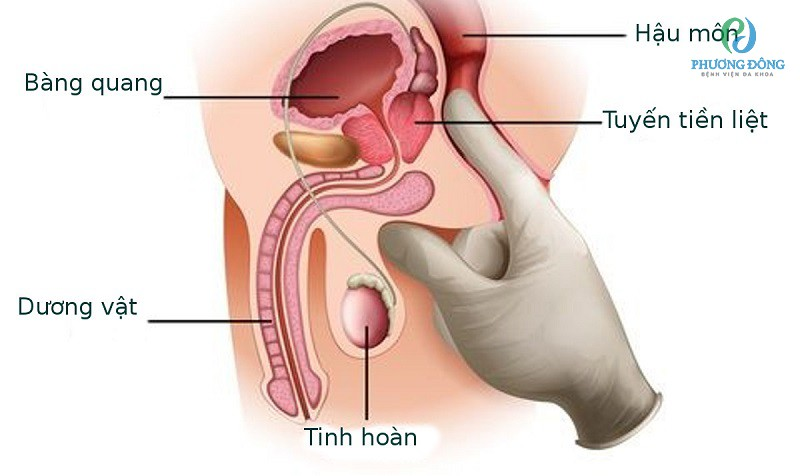 Hậu môn
PHƯƠNG ĐÔNG
BỆNH VIỆN ĐA KHOA
Bàng quang
Tuyến tiền liệt
Dương vật
Tinh hoàn